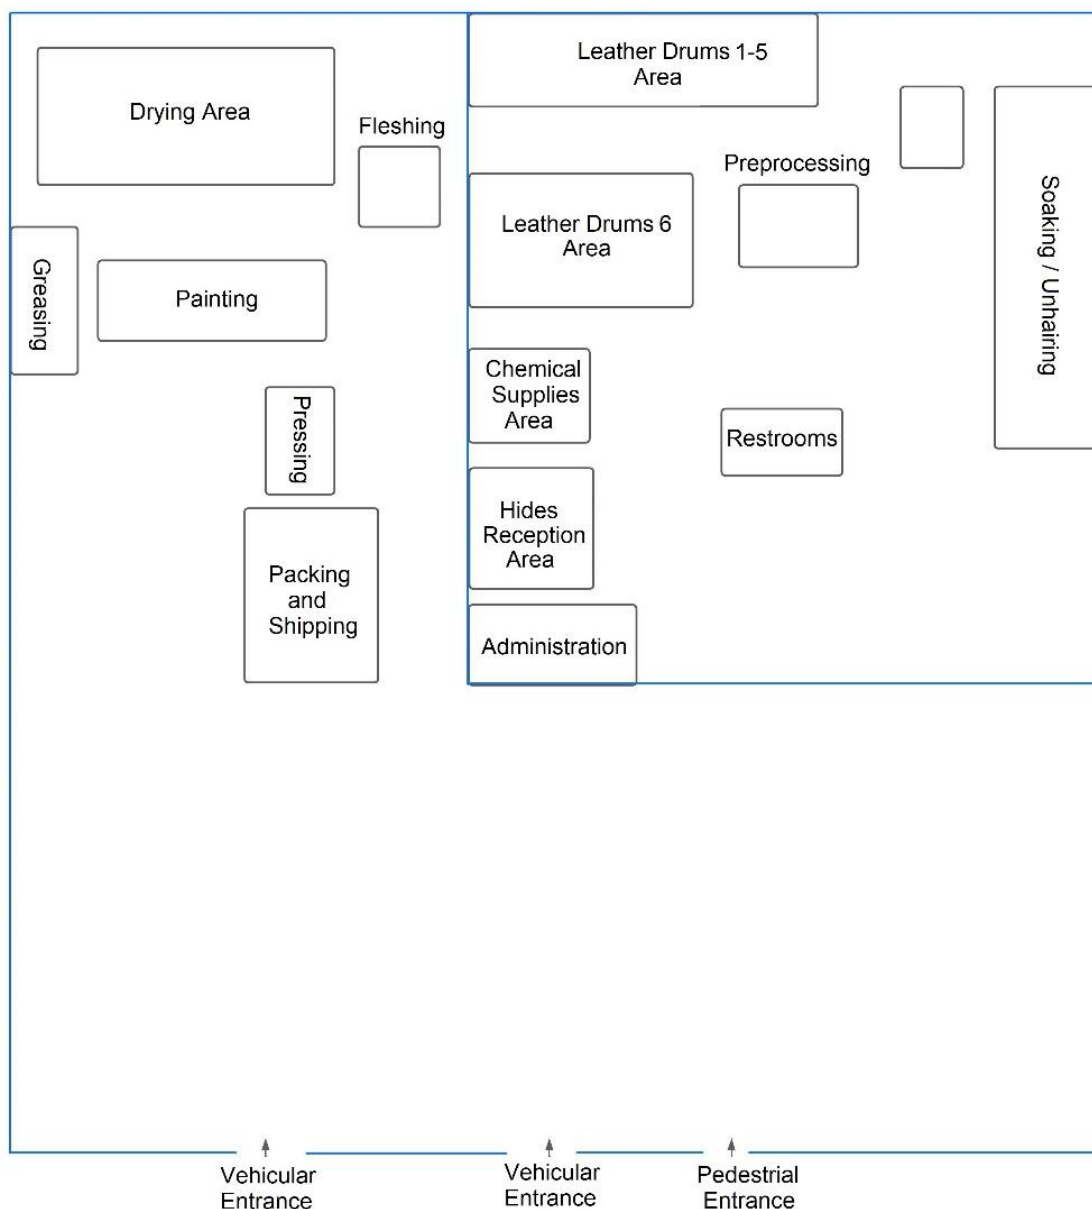 Leather Drums 1-5
Area
Drying Area
Fleshing
Preprocessing
Soaking / Unhairing
Leather Drums 6
Area
Greasing
Painting
Chemical
Supplies
Area
Pressing
Restrooms
Hides
Reception
Area
Packing
and
Shipping
Administration
Vehicular
Entrance
Vehicular
Entrance
Pedestrial
Entrance